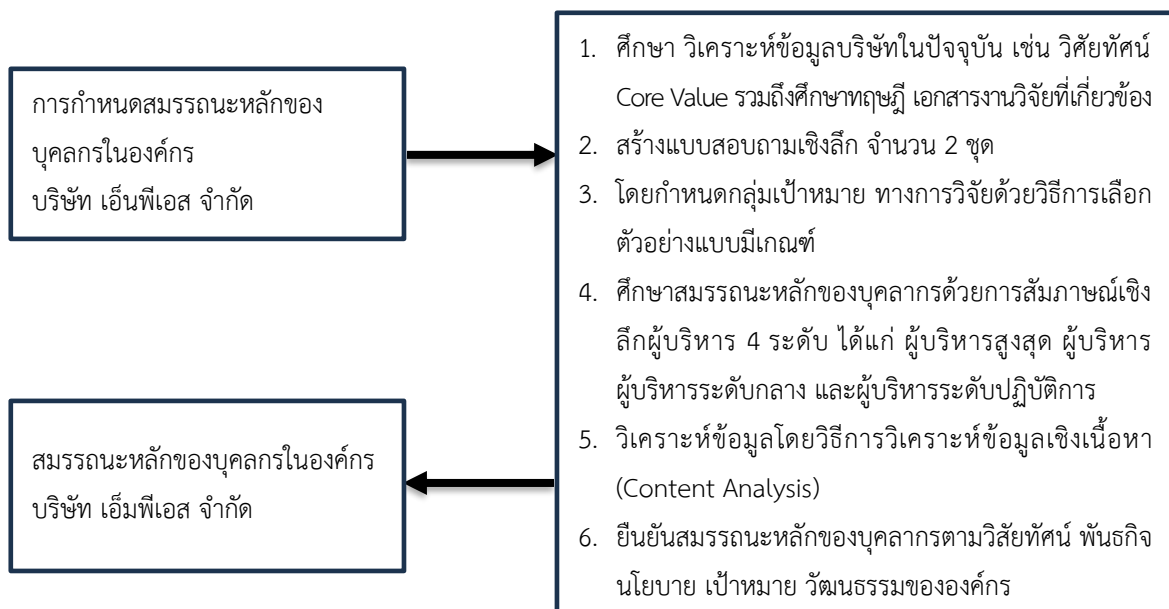 การกำหนดสมรรถนะหลักของ
บุคลกรในองค์กร
บริษัท เอ็นพีเอส จำกัด
1. ศึกษา วิเคราะห์ข้อมูลบริษัทในปัจจุบัน เช่น วิศัยทัศน์
Core Value รวมถึงศึกษาทฤษฎี เอกสารงานวิจัยที่เกี่ยวข้อง
2. สร้างแบบสอบถามเชิงลึก จำนวน 2 ชุด
3. โดยกำหนดกลุ่มเป้าหมาย ทางการวิจัยด้วยวิธีการเลือก
ตัวอย่างแบบมีเกณฑ์
4. ศึกษาสมรรถนะหลักของบุคลากรด้วยการสัมภาษณ์เชิง
ลึกผู้บริหาร 4 ระดับ ได้แก่ ผู้บริหารสูงสุด ผู้บริหาร
ผู้บริหารระดับกลาง และผู้บริหารระดับปฏิบัติการ
5. วิเคราะห์ข้อมูลโดยวิธีการวิเคราะห์ข้อมูลเชิงเนื้อหา
(Content Analysis)
6. ยืนยันสมรรถนะหลักของบุคลากรตามวิสัยทัศน์ พันธกิจ
นโยบาย เป้าหมาย วัฒนธรรมขององค์กร
สมรรถนะหลักของบุคลกรในองค์กร
บริษัท เอ็มพีเอส จำกัด